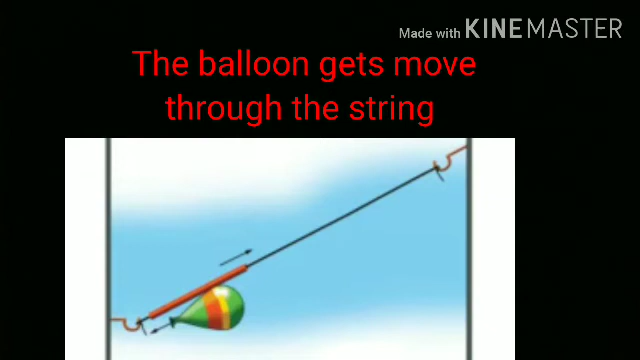 Made with KINEMASTER
The balloon gets move
through the string